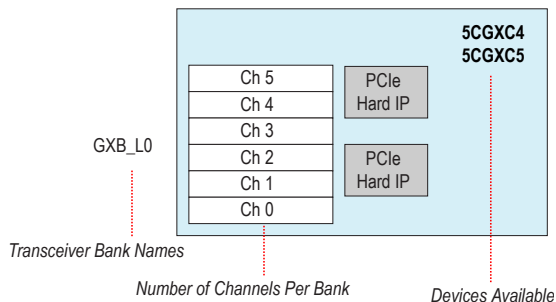 5CGXC4
5CGXC5
Ch 5
Ch 4
Ch 3
Ch 2
Ch 1
Ch 0
PCIe
Hard IP
PCIe
Hard IP
GXB_L0
Transceiver Bank Names
Number of Channels Per Bank
Devices Available